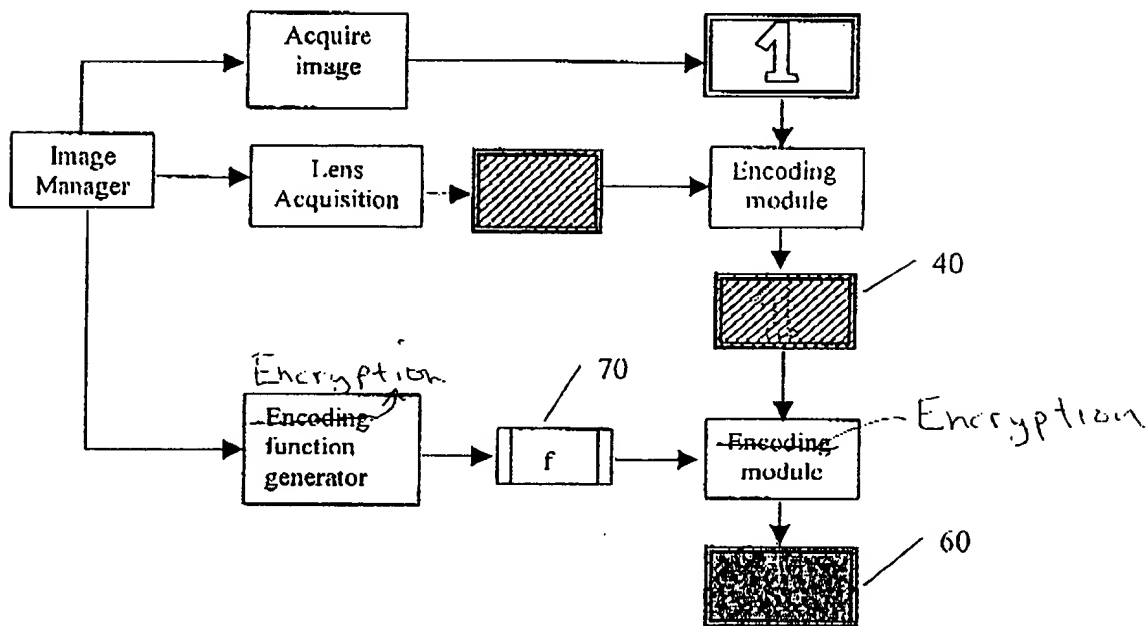 Acquire
image
1
Image
Manager
Lens
Acquisition
Encoding
module
40
Encryption
Encoding
function
generator
70
f
Encoding
module
Encryption
60